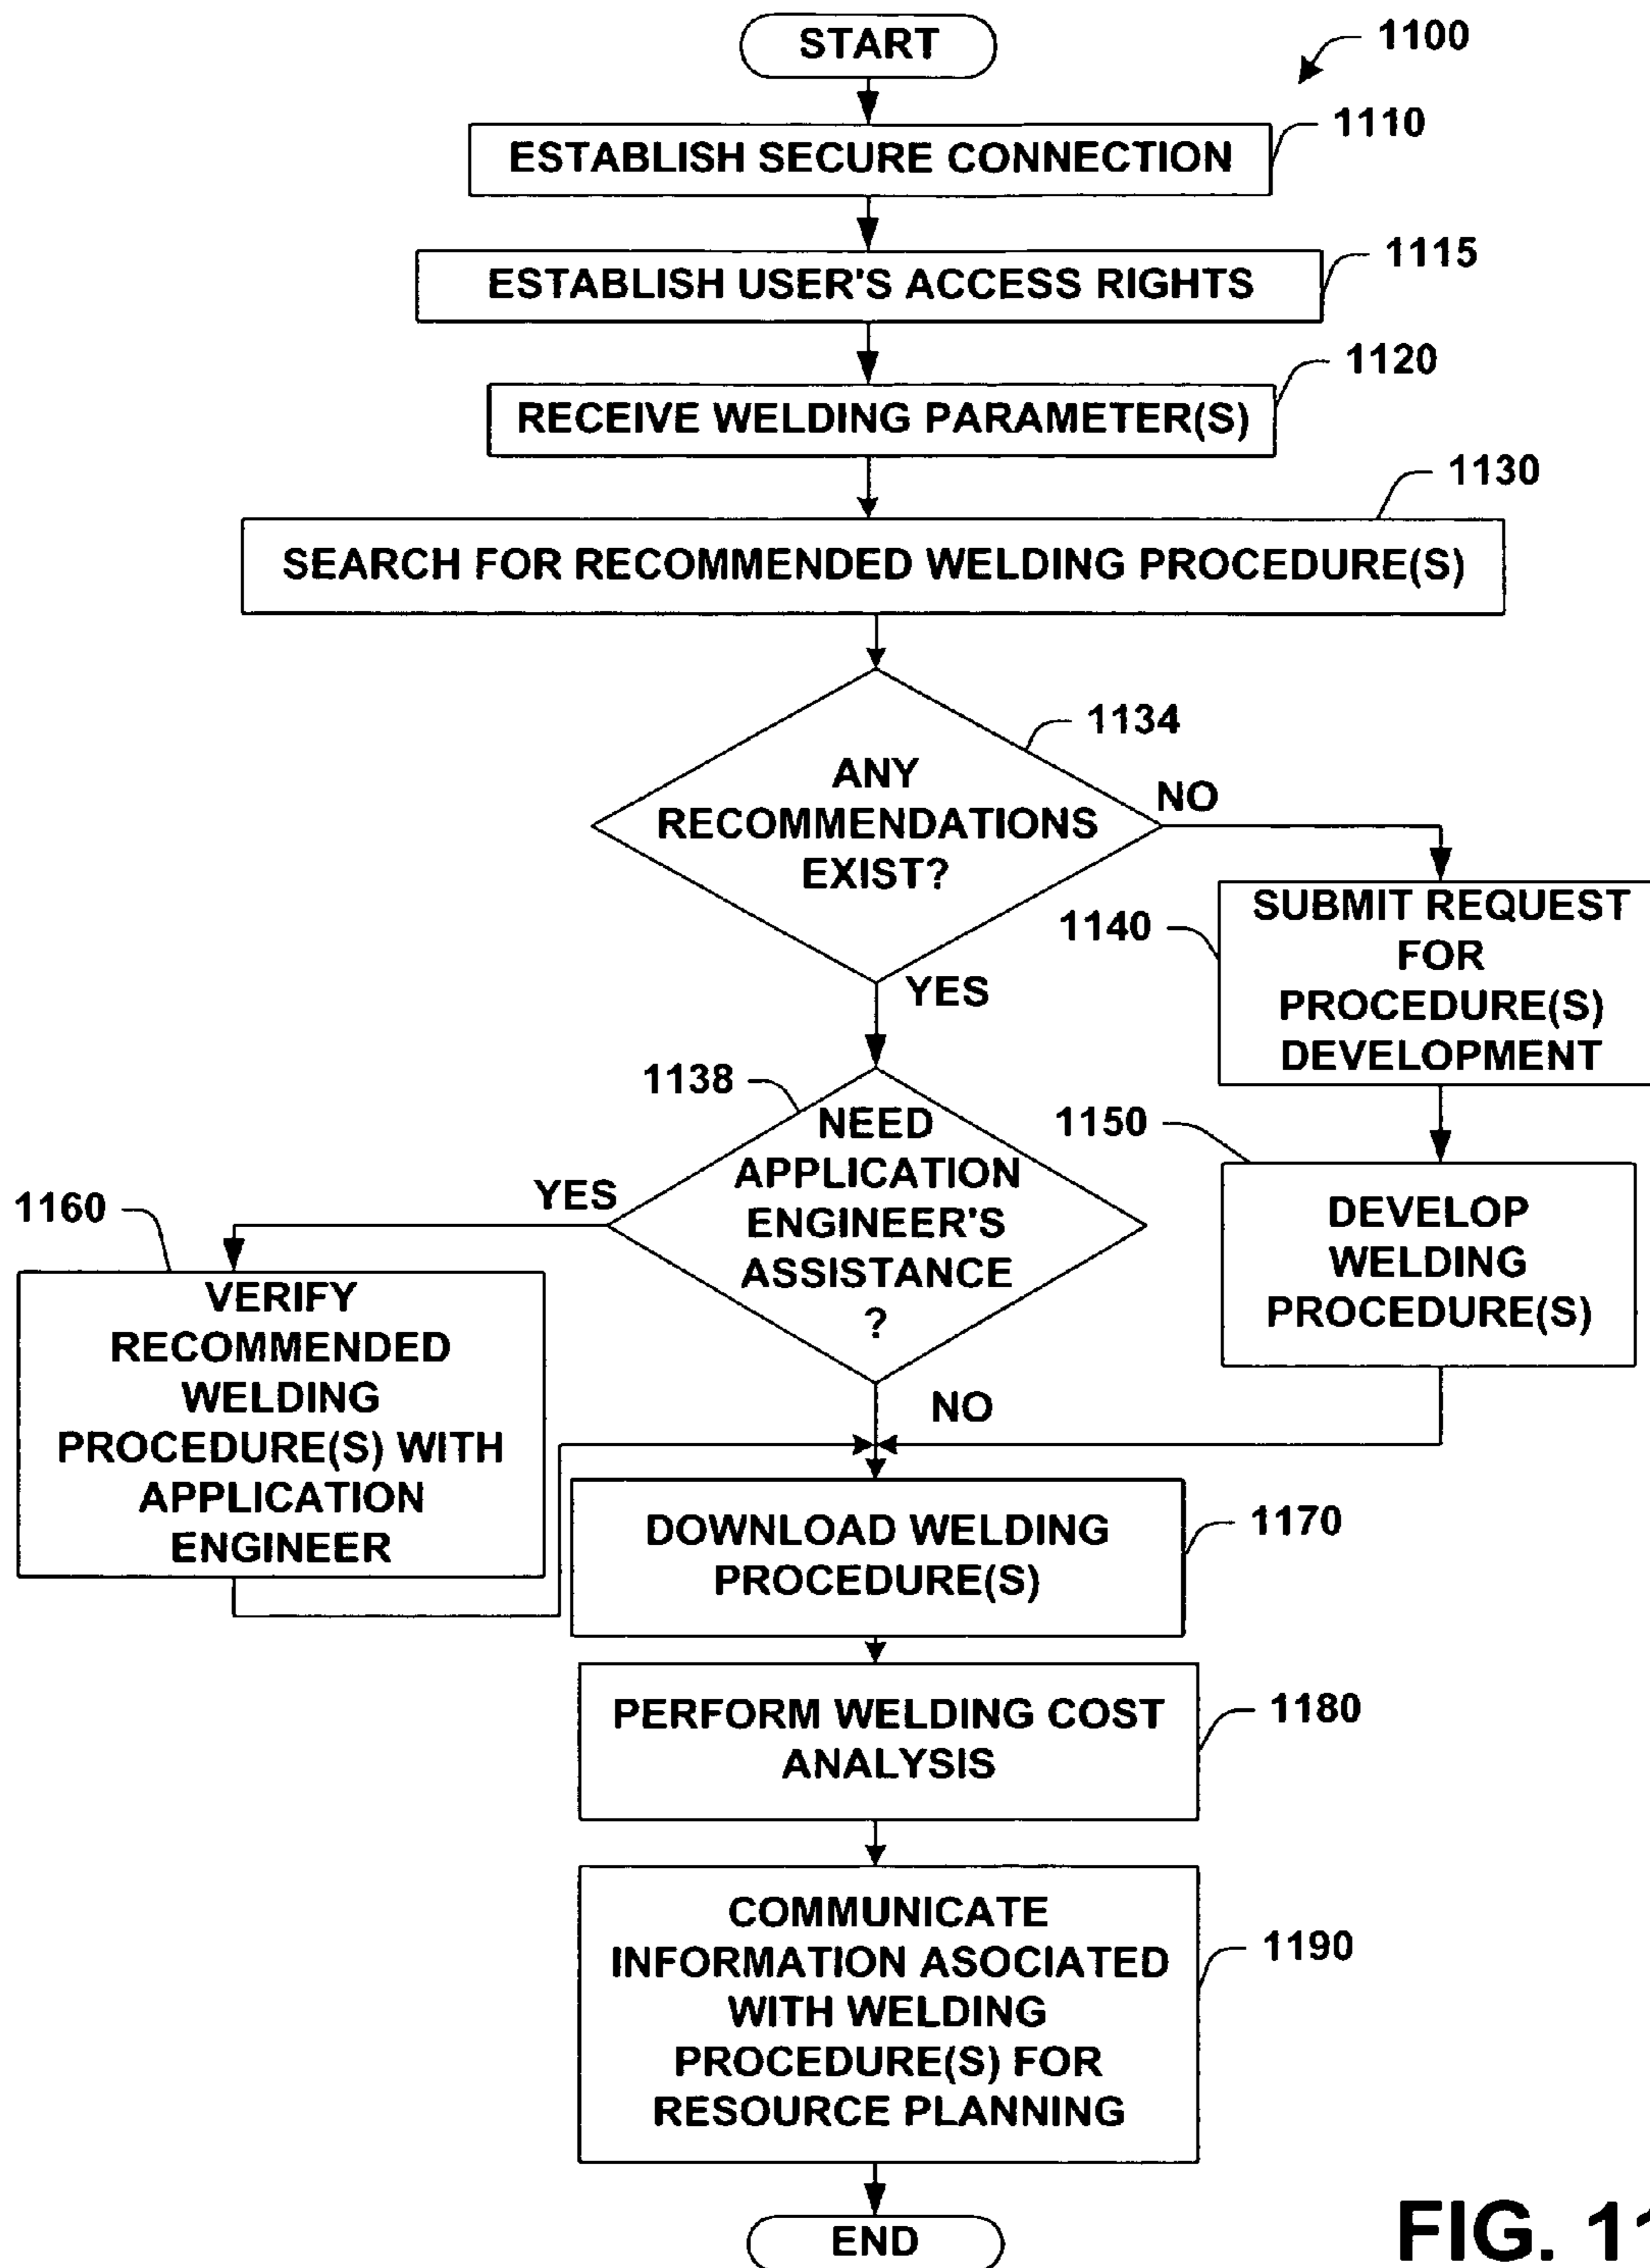 START
1100
1110
ESTABLISH SECURE CONNECTION
1115
ESTABLISH USER'S ACCESS RIGHTS
1120
RECEIVE WELDING PARAMETER(S)
1130
SEARCH FOR RECOMMENDED WELDING PROCEDURE(S)
1134
ANY
RECOMMENDATIONS
EXIST?
NO
YES
1140
SUBMIT REQUEST
FOR
PROCEDURE(S)
DEVELOPMENT
1138
NEED
APPLICATION
ENGINEER'S
ASSISTANCE
?
YES
NO
1150
DEVELOP
WELDING
PROCEDURE(S)
1160
VERIFY
RECOMMENDED
WELDING
PROCEDURE(S) WITH
APPLICATION
ENGINEER
DOWNLOAD WELDING
PROCEDURE(S)
1170
PERFORM WELDING COST
ANALYSIS
1180
COMMUNICATE
INFORMATION ASOCIATED
WITH WELDING
PROCEDURE(S) FOR
RESOURCE PLANNING
1190
END
FIG. 11